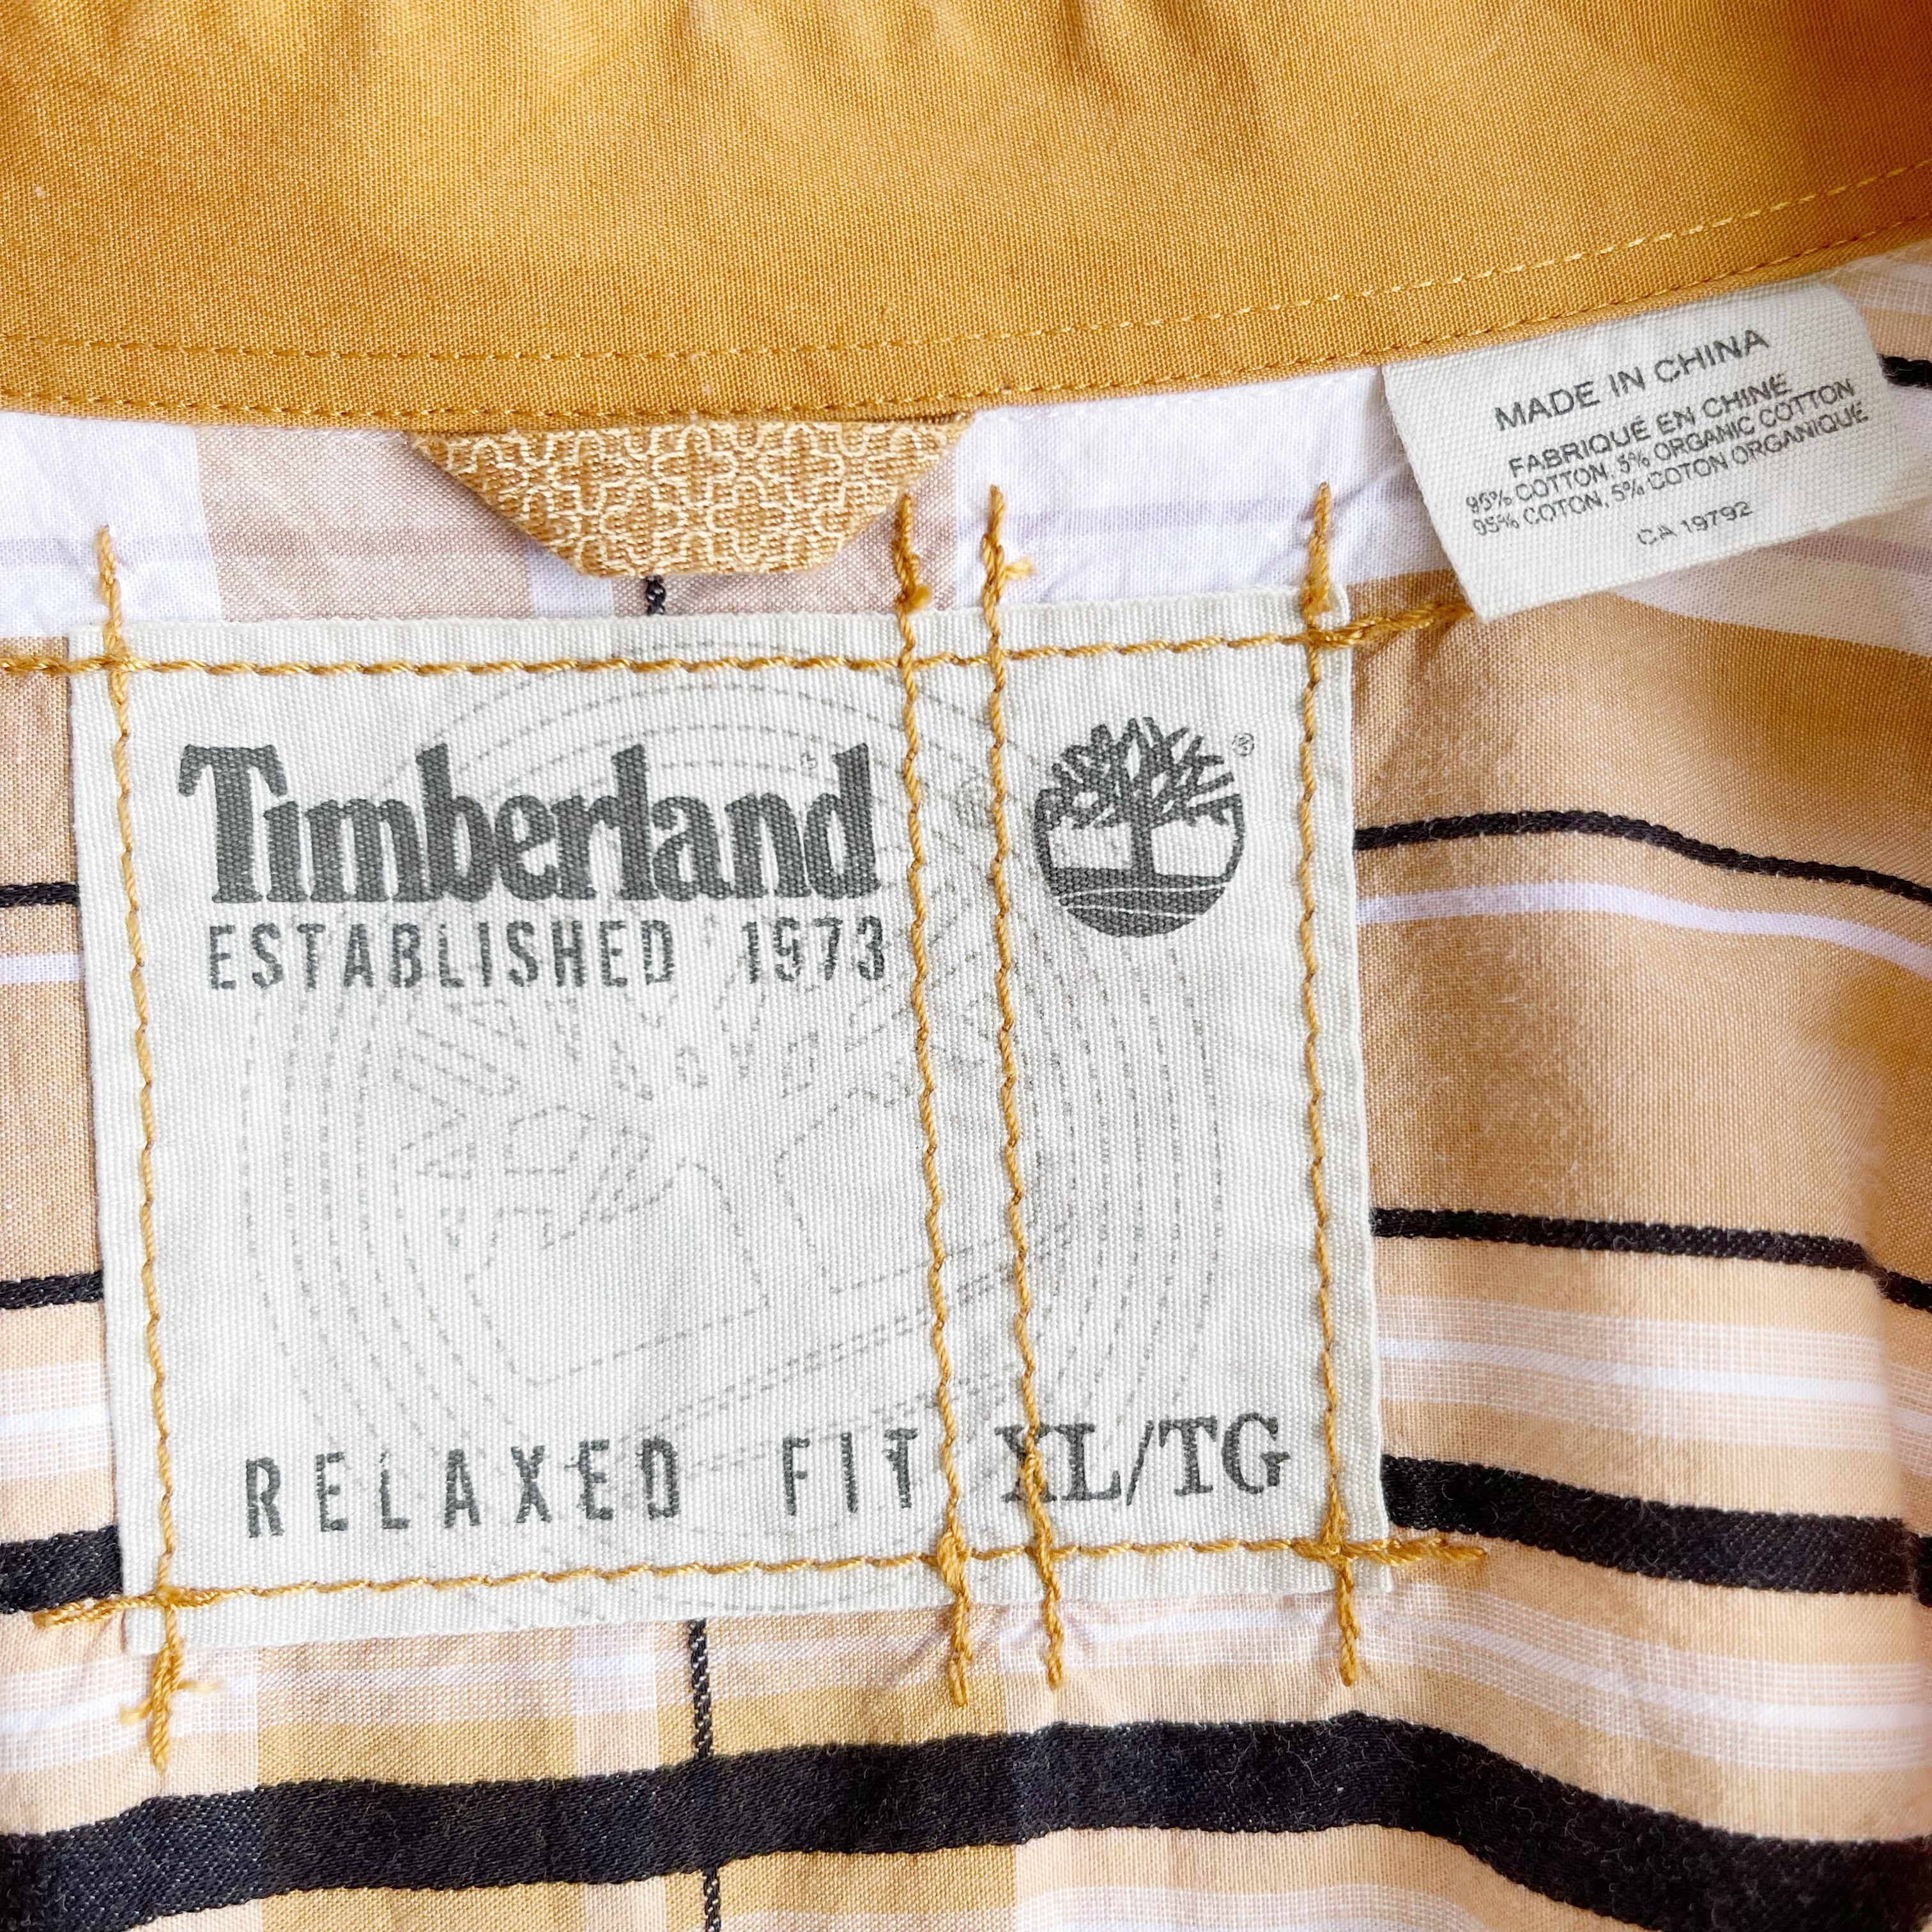 MADE IN CHINA
FABRIQUÉ EN CHINE
95% COTTON, 5% ORGANIC COTTON
95% COTON, 5% COTON ORGANIQUE
CA 19792
Timberland ®
ESTABLISHED 1973
RELAXED FIT XL/TG